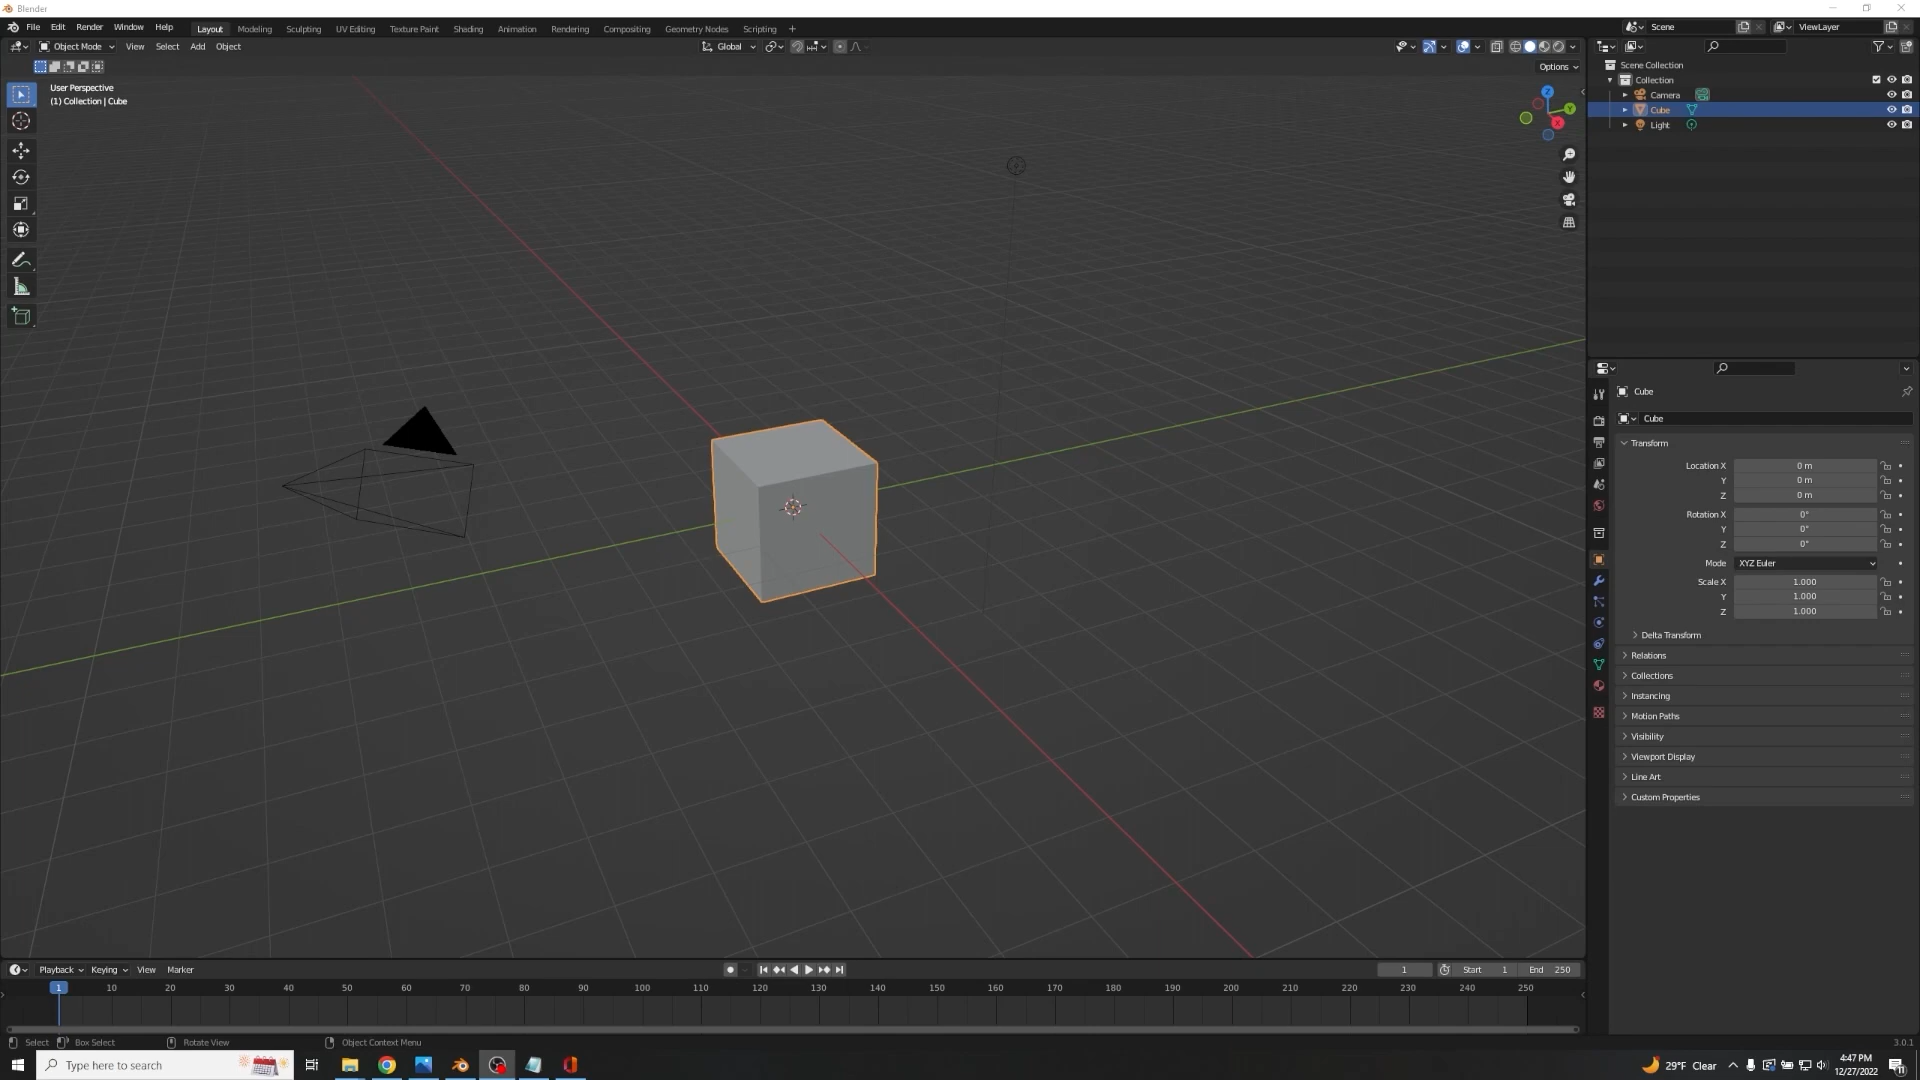 Blender
File Edit Render Window Help Layout Modeling Sculpting UV Editing Texture Paint Shading Animation Rendering Compositing Geometry Nodes Scripting + Scene ViewLayer
Object Mode View Select Add Object Global
Options
User Perspective
(1) Collection | Cube
Z
Y
X
Scene Collection
Collection
Camera
Cube
Light
Cube
Cube
Transform
Location X 0 m
Y 0 m
Z 0 m
Rotation X 0°
Y 0°
Z 0°
Mode XYZ Euler
Scale X 1.000
Y 1.000
Z 1.000
Delta Transform
Relations
Collections
Instancing
Motion Paths
Visibility
Viewport Display
Line Art
Custom Properties
Playback Keying View Marker 1 Start 1 End 250
1 10 20 30 40 50 60 70 80 90 100 110 120 130 140 150 160 170 180 190 200 210 220 230 240 250
Select Box Select Rotate View Object Context Menu 3.0.1
Type here to search 29°F Clear 4:47 PM
12/27/2022
11